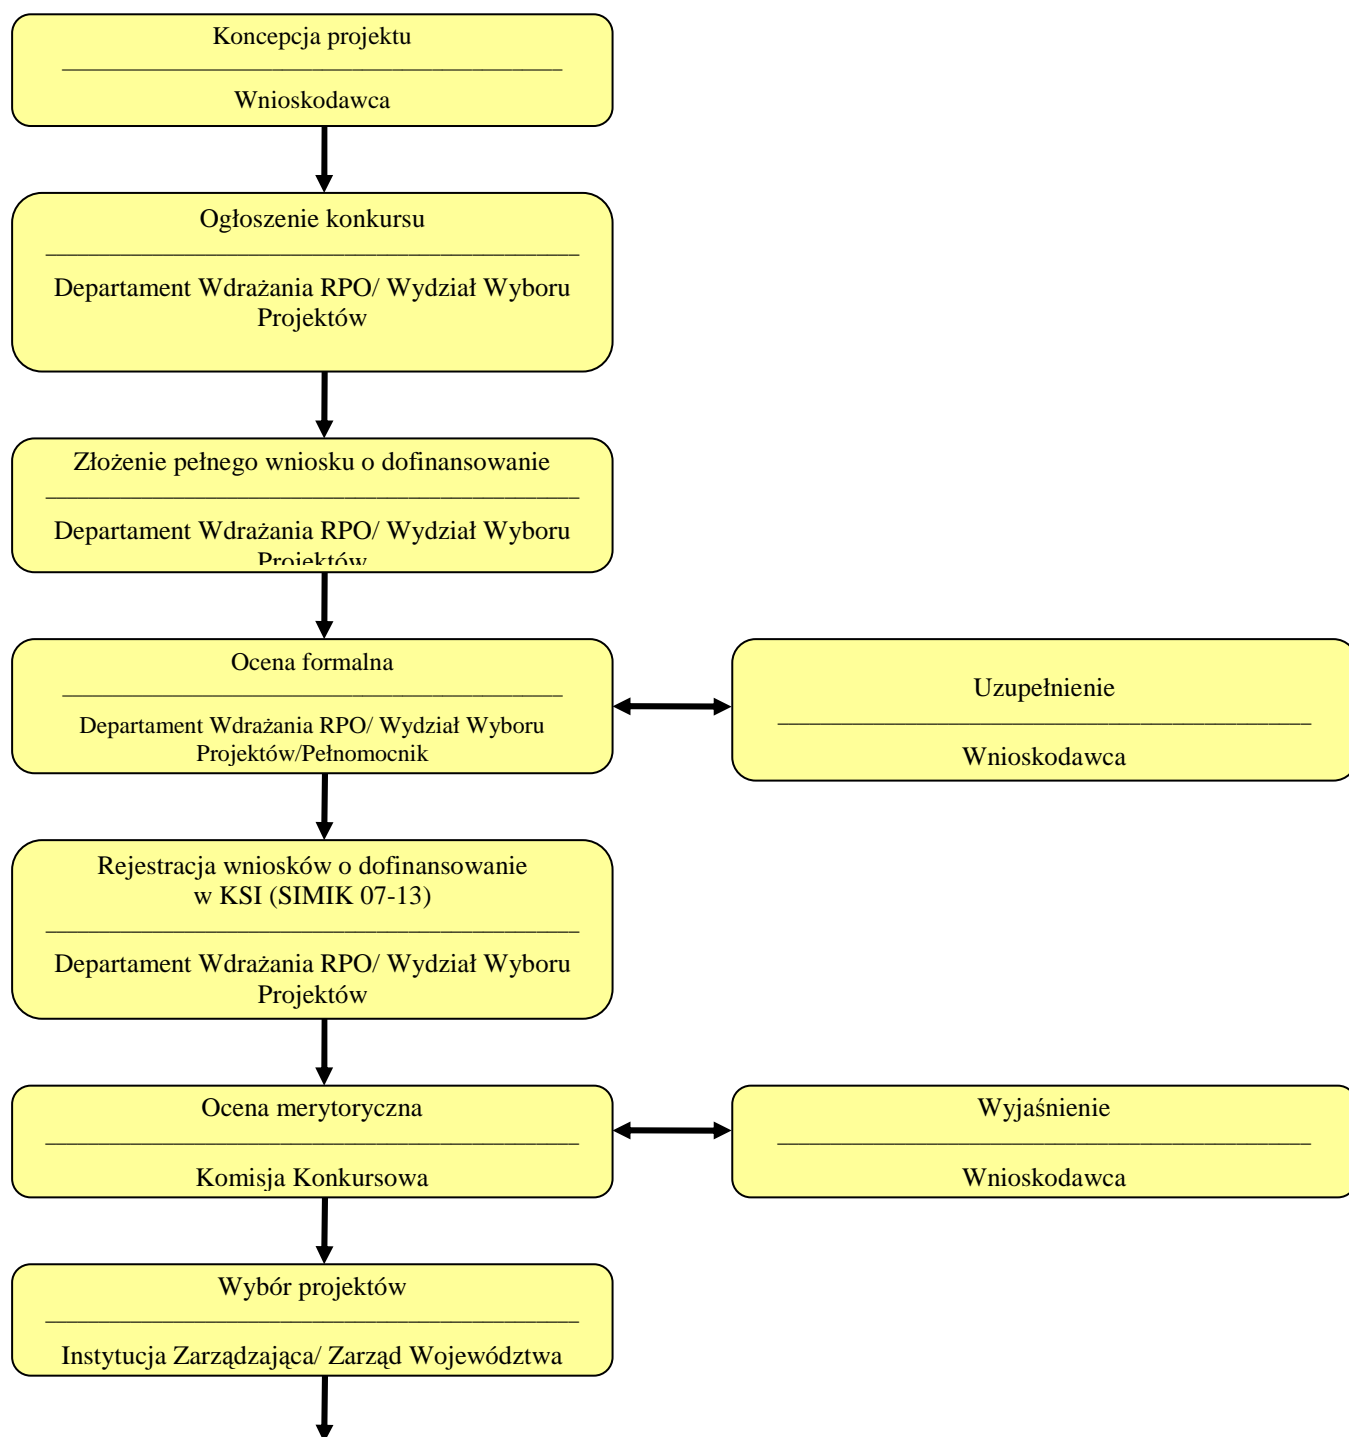 Koncepcja projektu
Wnioskodawca
Ogłoszenie konkursu
Departament Wdrażania RPO/ Wydział Wyboru
Projektów
Złożenie pełnego wniosku o dofinansowanie
Departament Wdrażania RPO/ Wydział Wyboru
Projektów
Ocena formalna
Departament Wdrażania RPO/ Wydział Wyboru
Projektów/Pełnomocnik
Uzupełnienie
Wnioskodawca
Rejestracja wniosków o dofinansowanie
w KSI (SIMIK 07-13)
Departament Wdrażania RPO/ Wydział Wyboru
Projektów
Ocena merytoryczna
Komisja Konkursowa
Wyjaśnienie
Wnioskodawca
Wybór projektów
Instytucja Zarządzająca/ Zarząd Województwa